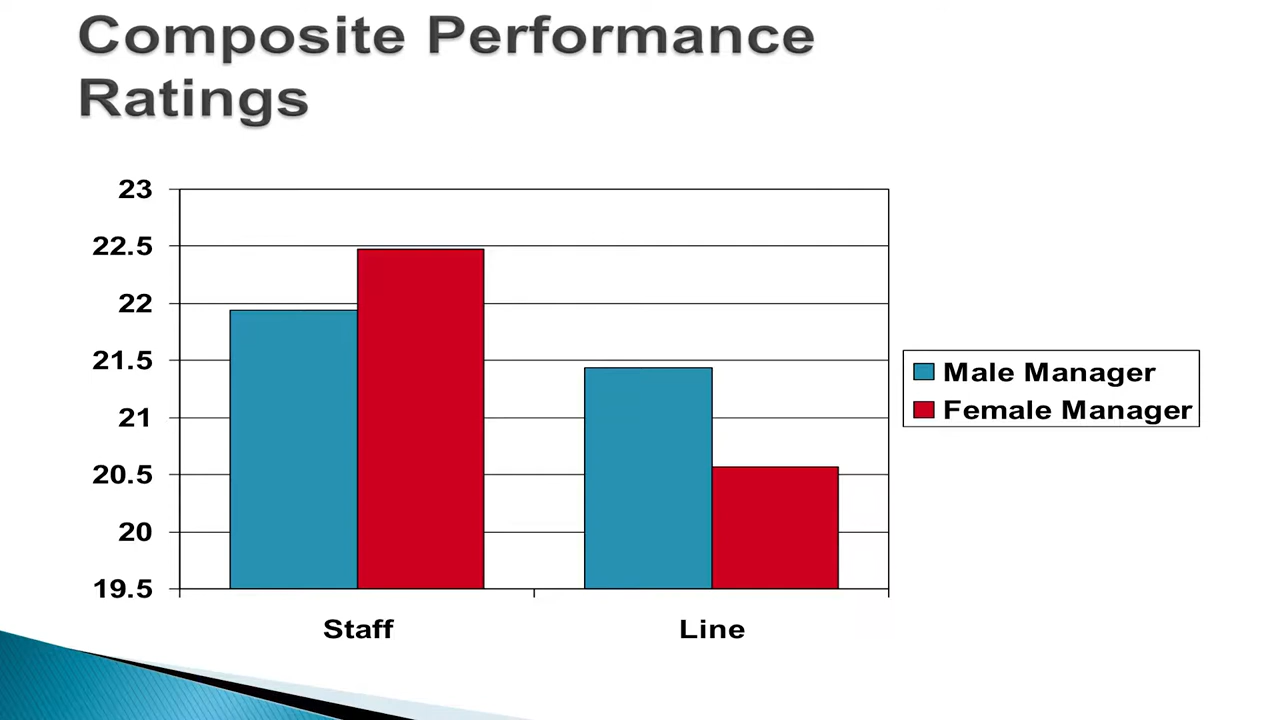 Composite Performance
Ratings
23
22.5
22
21.5
21
20.5
20
19.5
Staff
Line
Male Manager
Female Manager